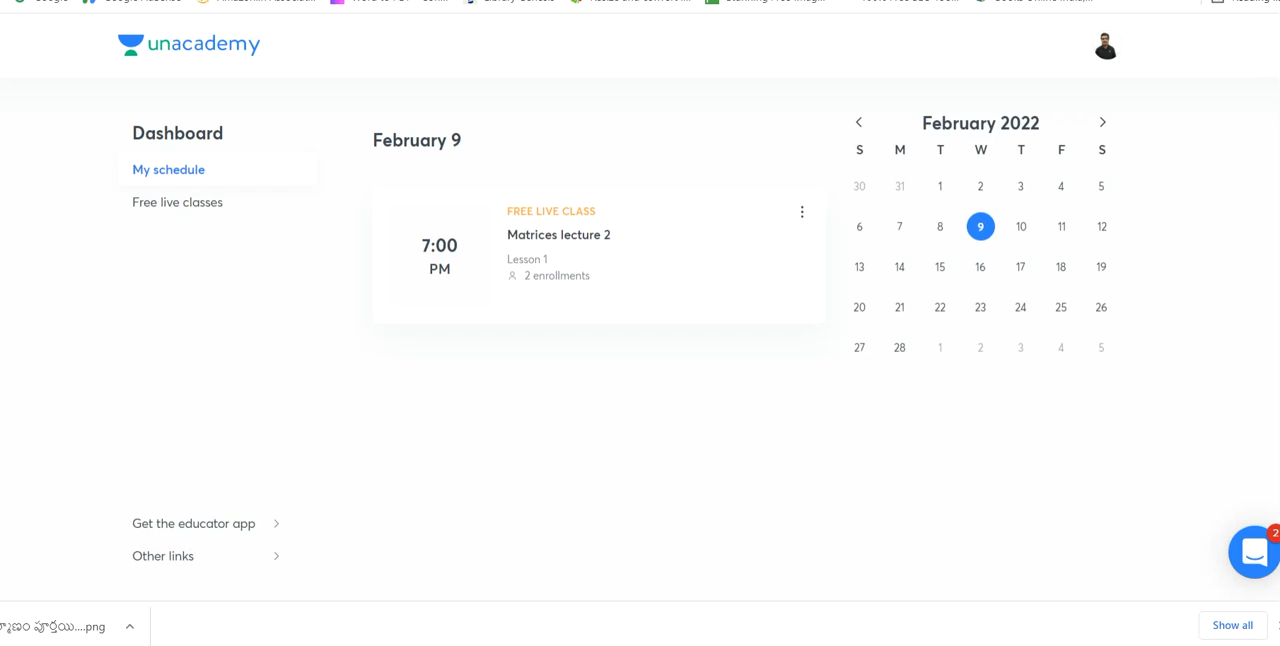 unacademy
Dashboard
My schedule
Free live classes
Get the educator app
Other links
February 9
7:00
PM
FREE LIVE CLASS
Matrices lecture 2
Lesson 1
2 enrollments
February 2022
S M T W T F S
30 31 1 2 3 4 5
6 7 8 9 10 11 12
13 14 15 16 17 18 19
20 21 22 23 24 25 26
27 28 1 2 3 4 5
2
పూర్తయి....png
Show all